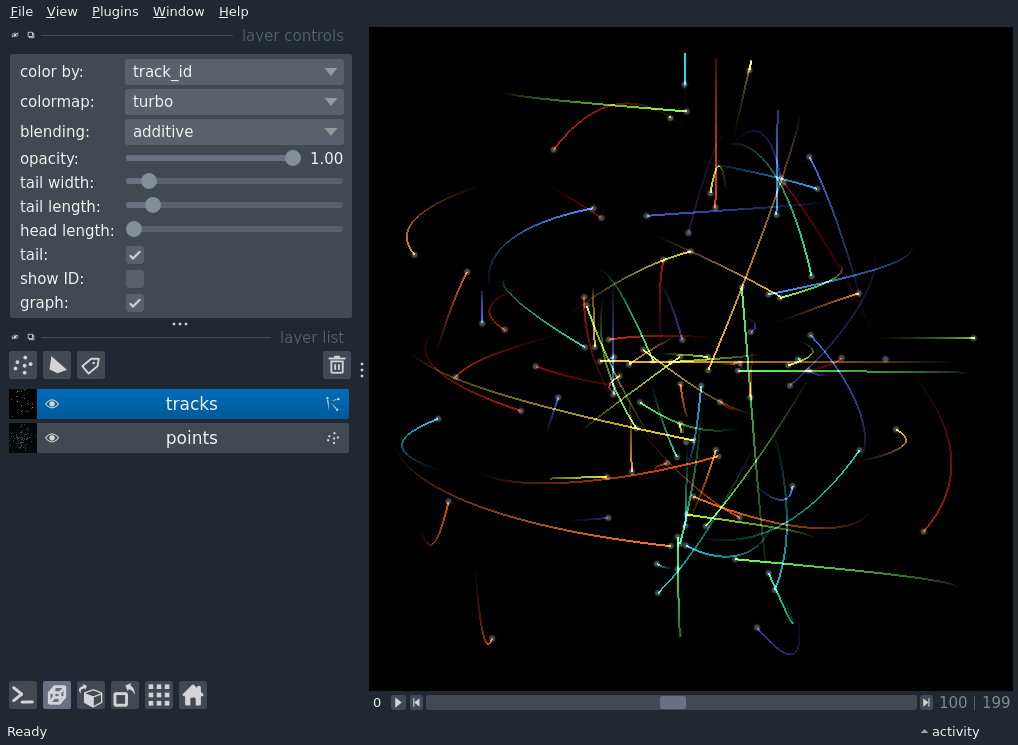 File View Plugins Window Help
layer controls
color by: track_id
colormap: turbo
blending: additive
opacity: 1.00
tail width:
tail length:
head length:
tail:
show ID:
graph:
layer list
tracks
points
0 100 | 199
Ready activity